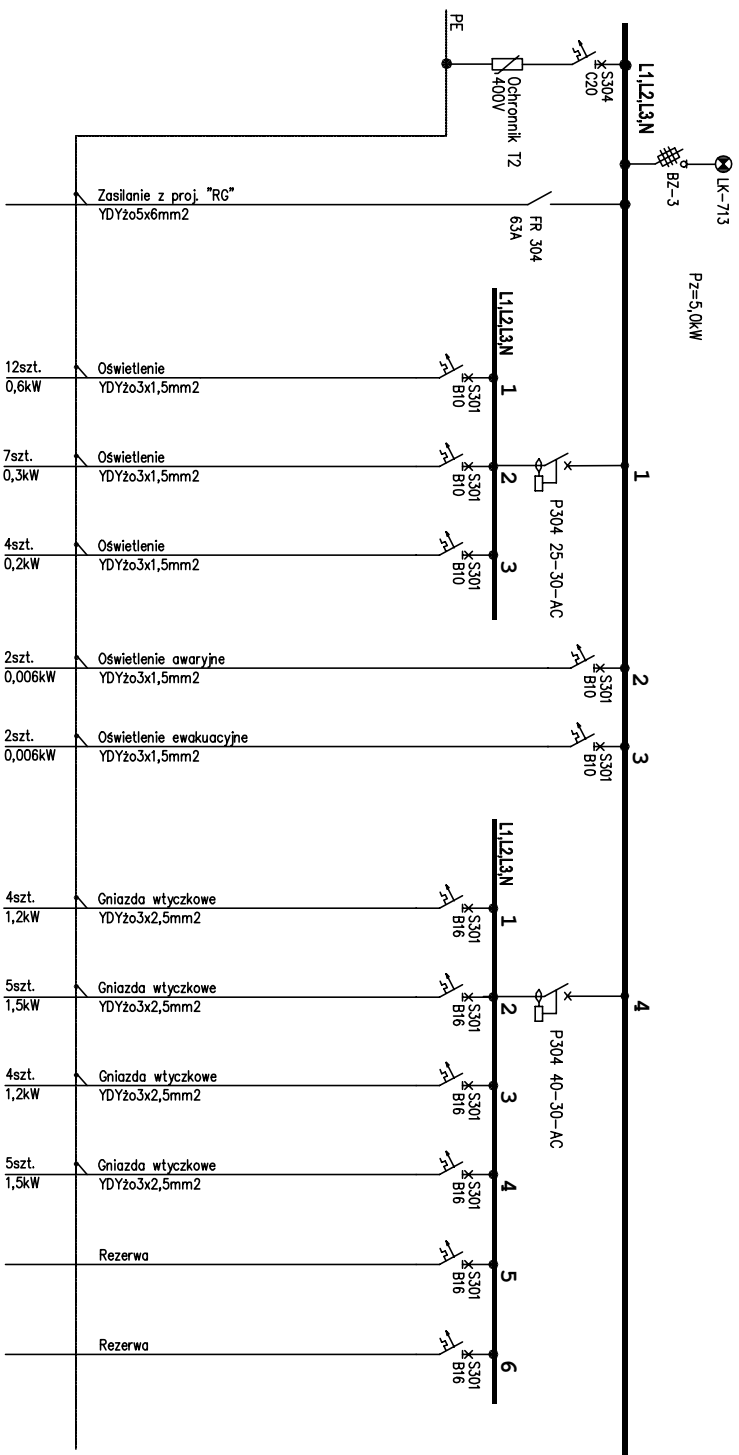 PE
L1,L2,L3,N
S304
C20
Ochronnik T2
400V
LK-713
BZ-3
Pz=5,0kW
Zasilanie z proj. "RG"
YDYżo5x6mm2
FR 304
63A
L1,L2,L3,N
12szt.
0,6kW
Oświetlenie
YDYżo3x1,5mm2
S301
B10
1
7szt.
0,3kW
Oświetlenie
YDYżo3x1,5mm2
S301
B10
2
P304 25-30-AC
1
4szt.
0,2kW
Oświetlenie
YDYżo3x1,5mm2
S301
B10
3
2szt.
0,006kW
Oświetlenie awaryjne
YDYżo3x1,5mm2
S301
B10
2
2szt.
0,006kW
Oświetlenie ewakuacyjne
YDYżo3x1,5mm2
S301
B10
3
L1,L2,L3,N
4szt.
1,2kW
Gniazda wtyczkowe
YDYżo3x2,5mm2
S301
B16
1
5szt.
1,5kW
Gniazda wtyczkowe
YDYżo3x2,5mm2
S301
B16
2
P304 40-30-AC
4
4szt.
1,2kW
Gniazda wtyczkowe
YDYżo3x2,5mm2
S301
B16
3
5szt.
1,5kW
Gniazda wtyczkowe
YDYżo3x2,5mm2
S301
B16
4
Rezerwa
S301
B16
5
Rezerwa
S301
B16
6